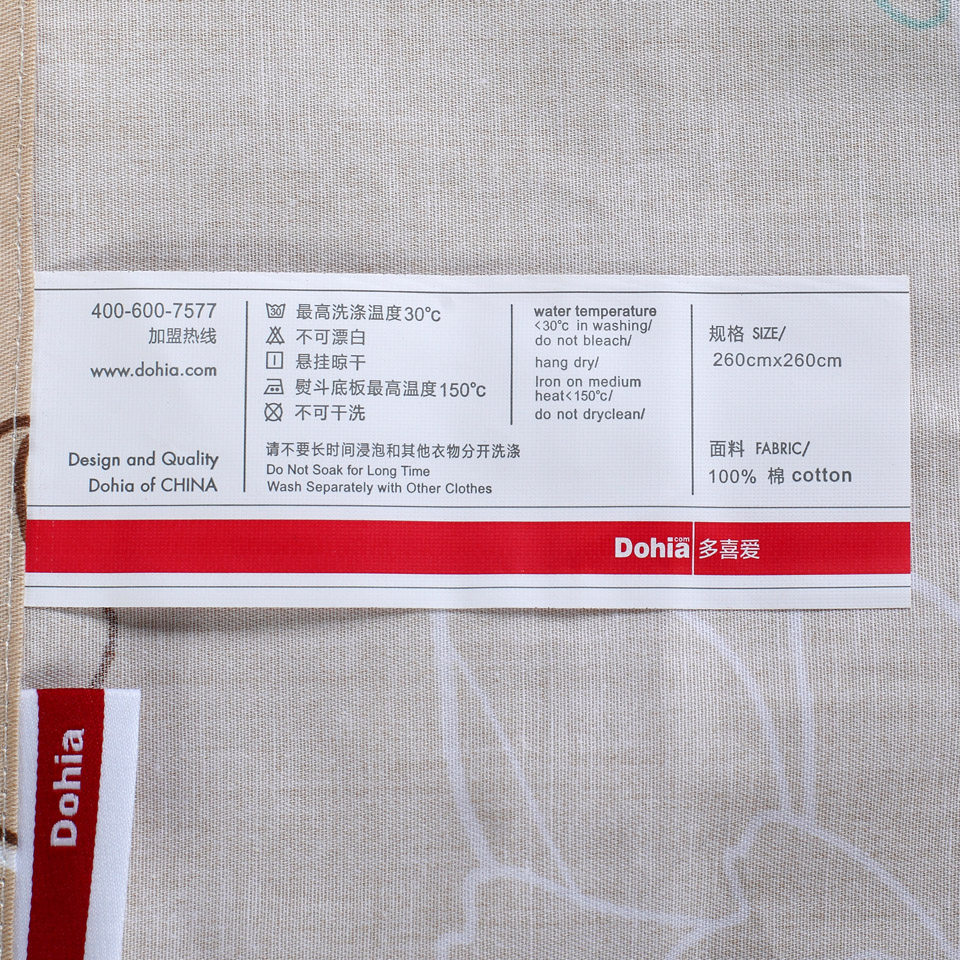 400-600-7577
加盟热线
www.dohia.com
Design and Quality
Dohia of CHINA
30 最高洗涤温度30℃
不可漂白
悬挂晾干
熨斗底板最高温度150℃
不可干洗
请不要长时间浸泡和其他衣物分开洗涤
Do Not Soak for Long Time
Wash Separately with Other Clothes
water temperature
<30℃ in washing/
do not bleach/
hang dry/
Iron on medium
heat<150℃/
do not dryclean/
规格 SIZE/
260cmx260cm
面料 FABRIC/
100% 棉 cotton
Dohia.com 多喜爱
Dohia